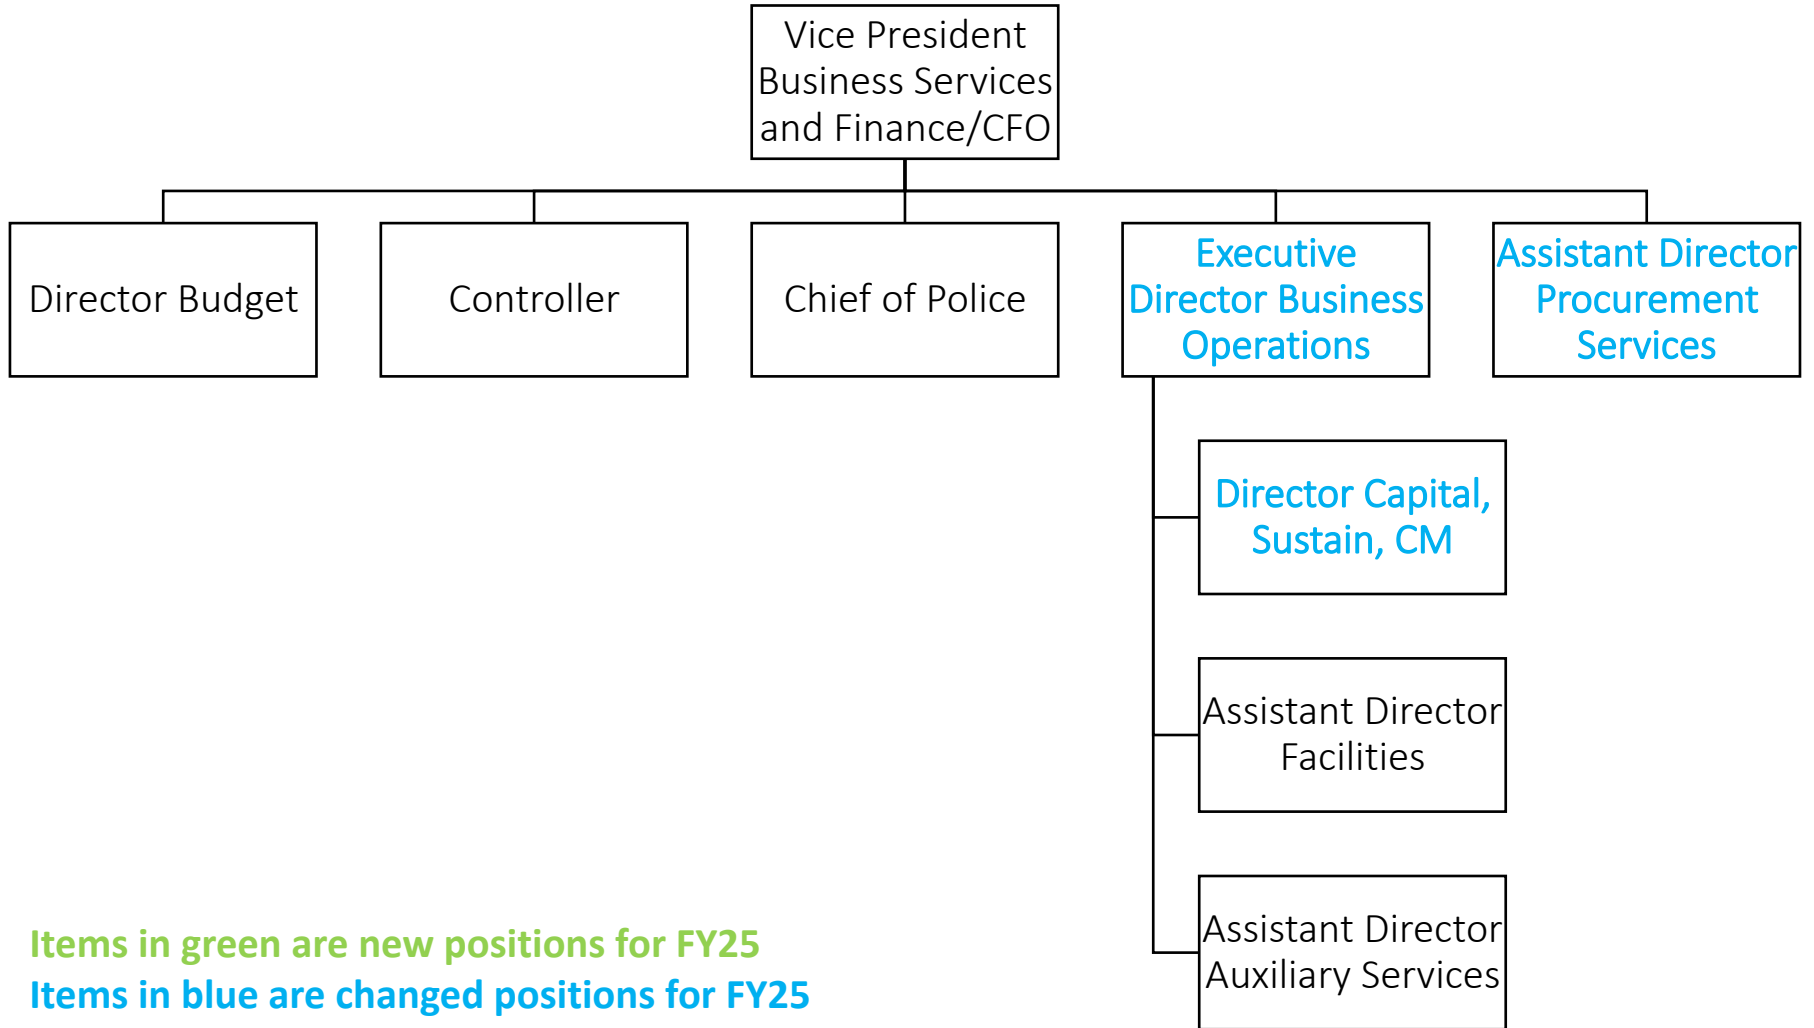 Vice President
Business Services
and Finance/CFO
Director Budget
Controller
Chief of Police
Executive
Director Business
Operations
Assistant Director
Procurement
Services
Director Capital,
Sustain, CM
Assistant Director
Facilities
Assistant Director
Auxiliary Services
Items in green are new positions for FY25
Items in blue are changed positions for FY25